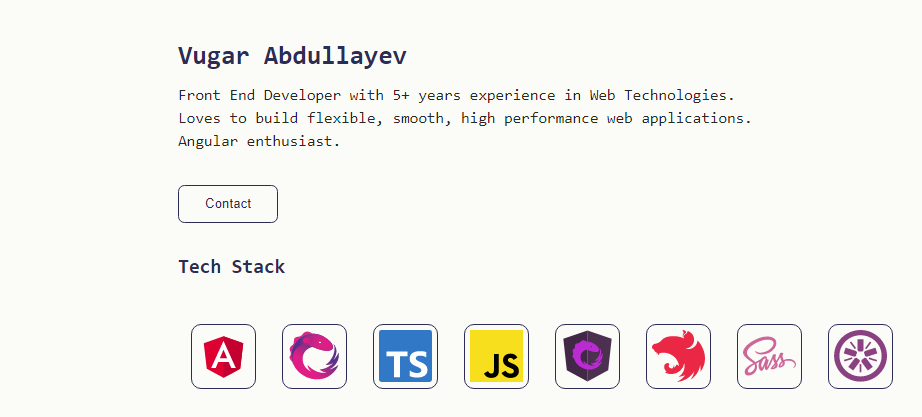 Vugar Abdullayev
Front End Developer with 5+ years experience in Web Technologies.
Loves to build flexible, smooth, high performance web applications.
Angular enthusiast.
Contact
Tech Stack
A TS JS Sass